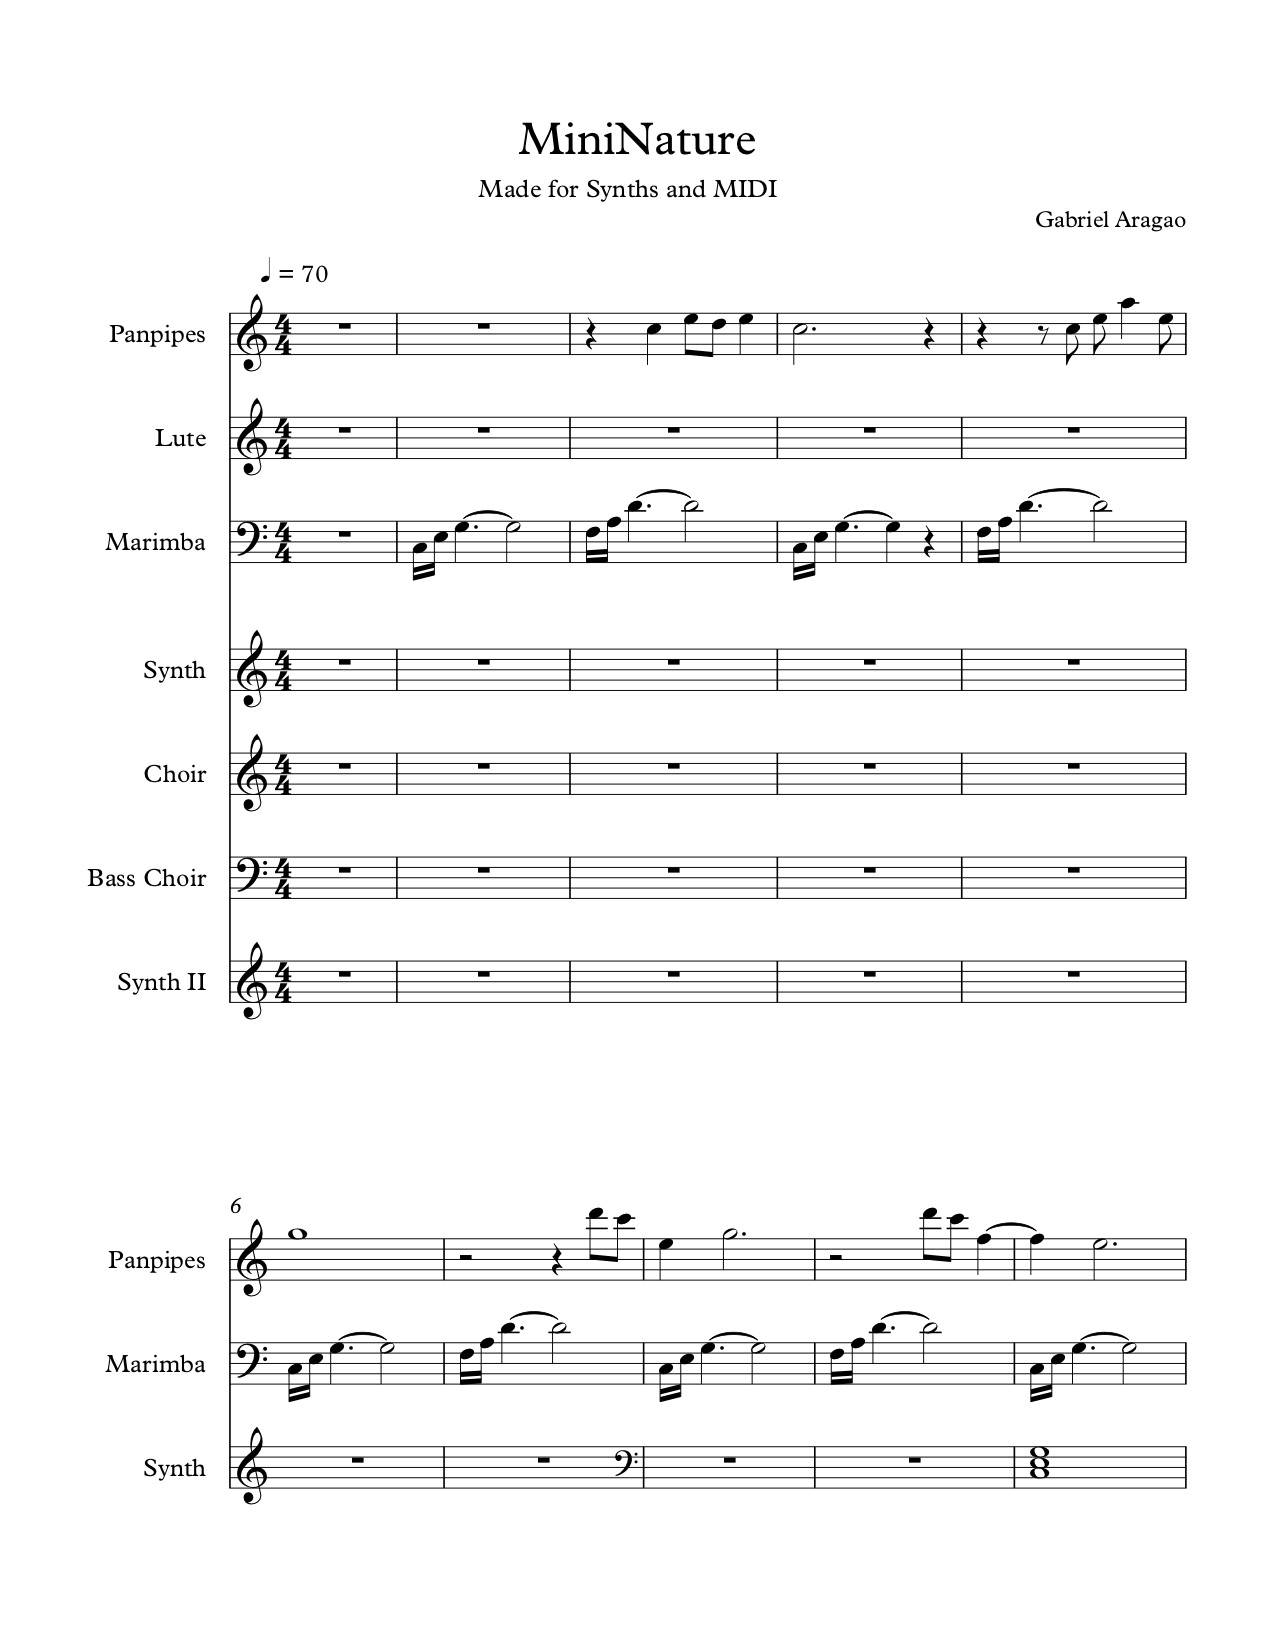 MiniNature
Made for Synths and MIDI
Gabriel Aragao
♩ = 70
Panpipes
Lute
Marimba
Synth
Choir
Bass Choir
Synth II
6
Panpipes
Marimba
Synth